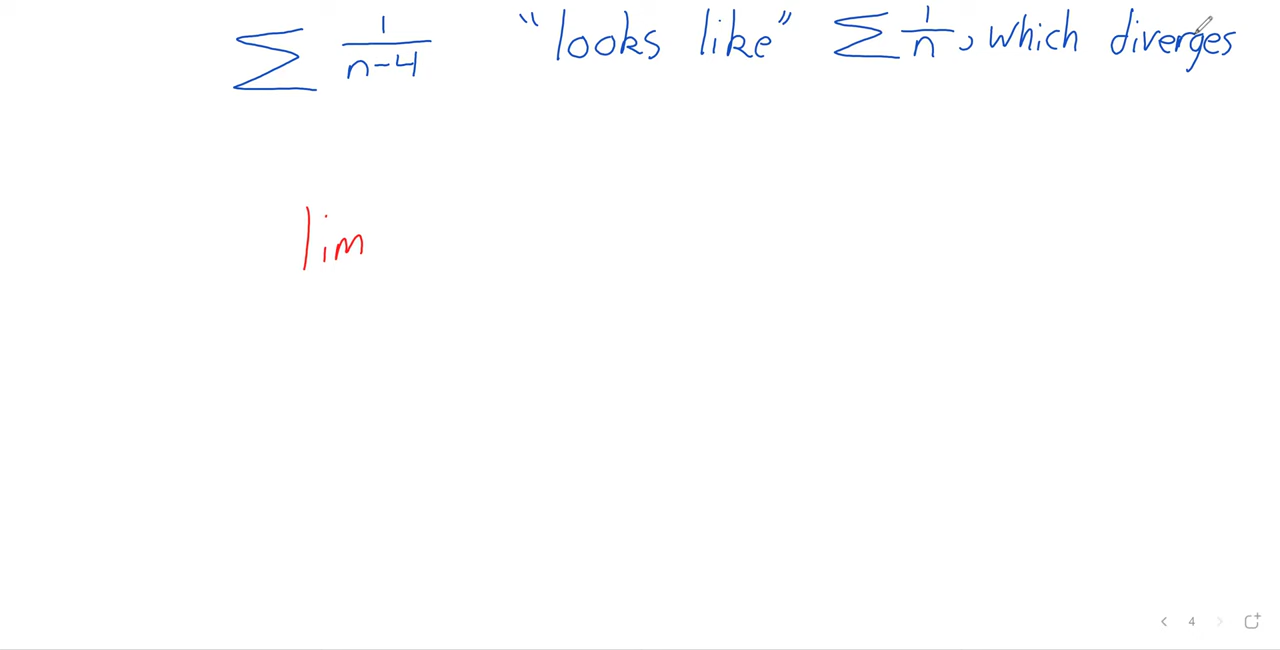 ∑ 1/(n-4) "looks like" ∑ 1/n, which diverges
lim
4